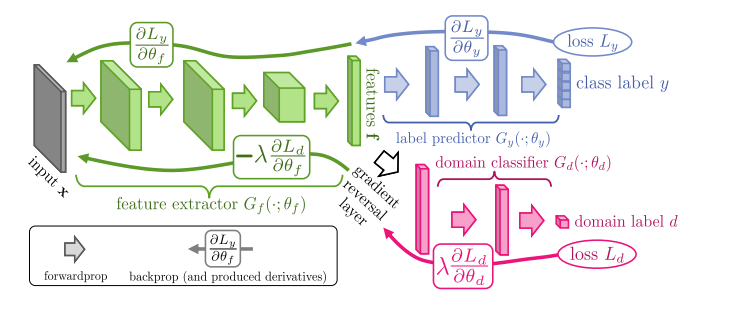 ∂L_y/∂θ_f
∂L_y/∂θ_y
loss L_y
class label y
features f
label predictor G_y(·;θ_y)
input x
−λ ∂L_d/∂θ_f
feature extractor G_f(·;θ_f)
gradient
reversal
layer
domain classifier G_d(·;θ_d)
domain label d
λ ∂L_d/∂θ_d
loss L_d
forwardprop
∂L_y/∂θ_f
backprop (and produced derivatives)